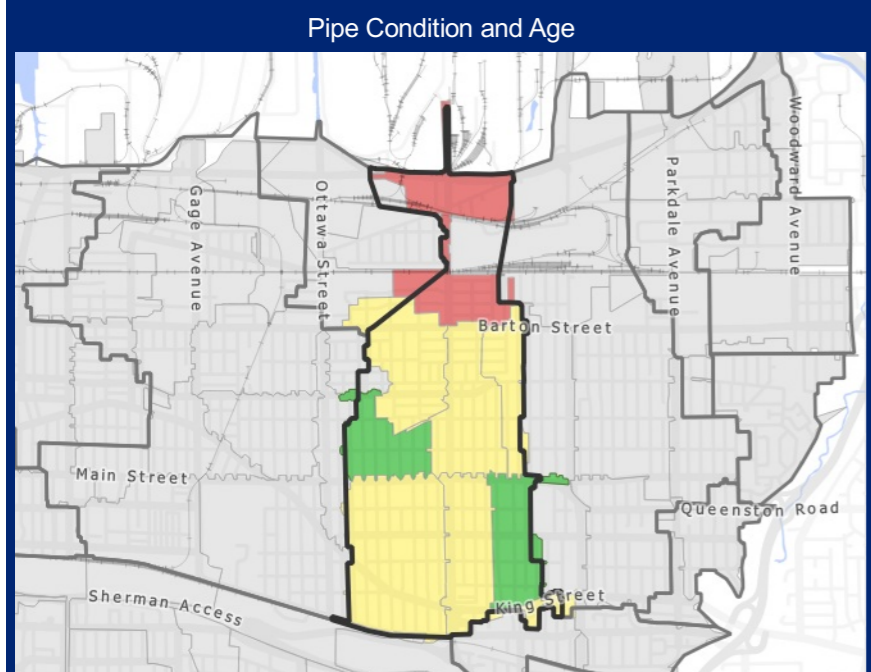 Pipe Condition and Age
Woodward Avenue
Parkdale Avenue
Gage Avenue
Ottawa Street
Barton Street
Main Street
Queenston Road
Sherman Access
King Street